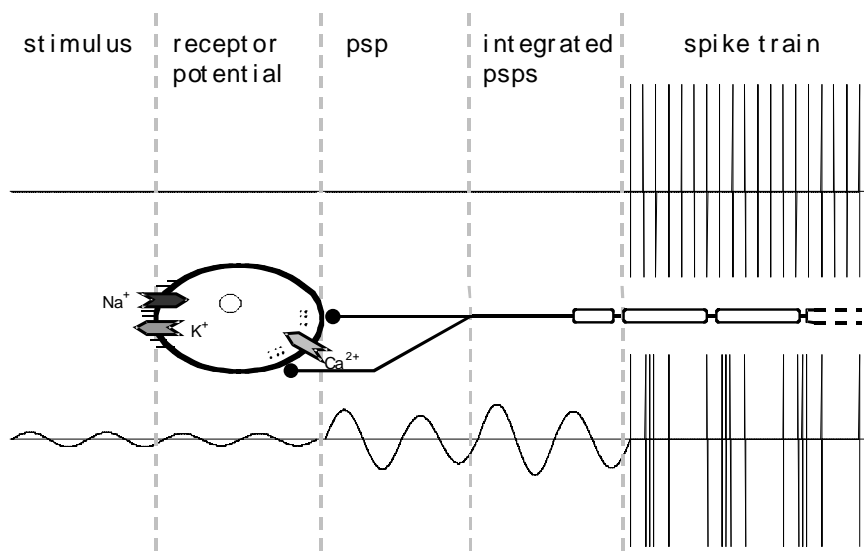 stimulus
receptor
potential
psp
integrated
psps
spike train
Na⁺
K⁺
Ca²⁺